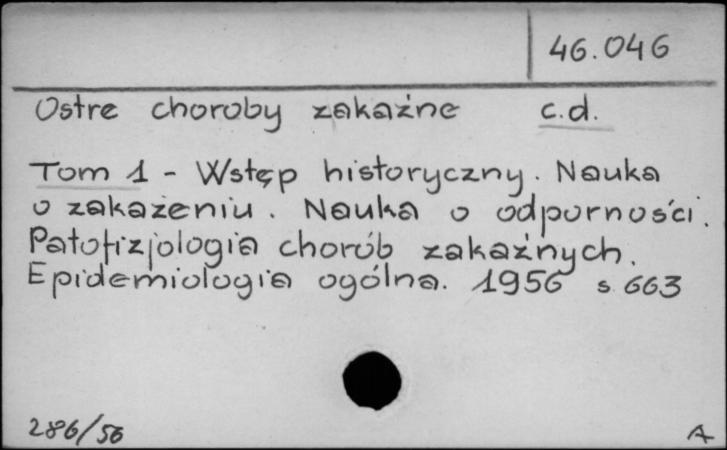 46.046
Ostre choroby zakaźne c.d.
Tom 1 - Wstęp historyczny. Nauka
o zakażeniu. Nauka o odporności.
Patofizjologia chorób zakaźnych.
Epidemiologia ogólna. 1956 s. 663
286/56
A